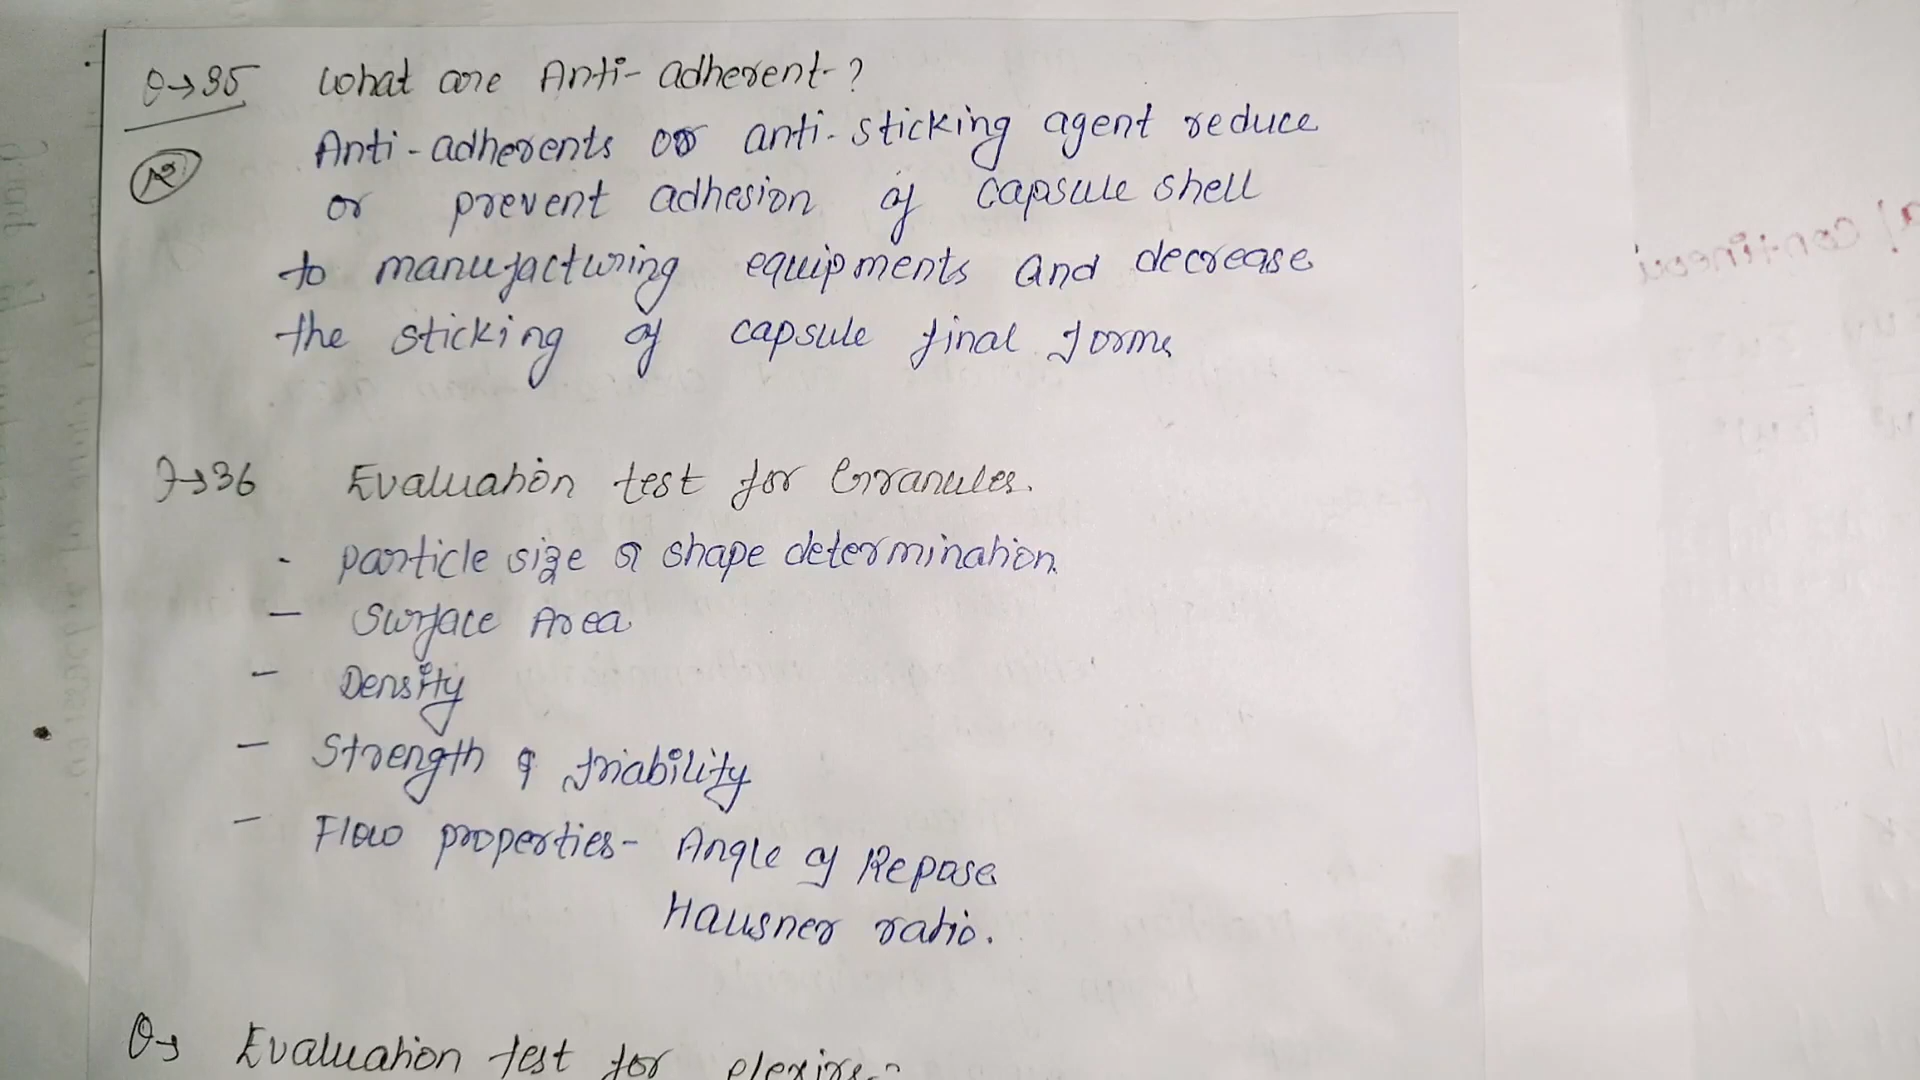 Q→35 What are Anti-adherent-?
Anti-adherents or anti-sticking agent reduce
or prevent adhesion of capsule shell
to manufacturing equipments and decrease
the sticking of capsule final forms
Q→36 Evaluation test for Granules.
- particle size & shape determination.
- Surface Area
- Density
- Strength & friability
- Flow properties- Angle of Repose
Hausner ratio.
Q→ Evaluation test for elexirs-?